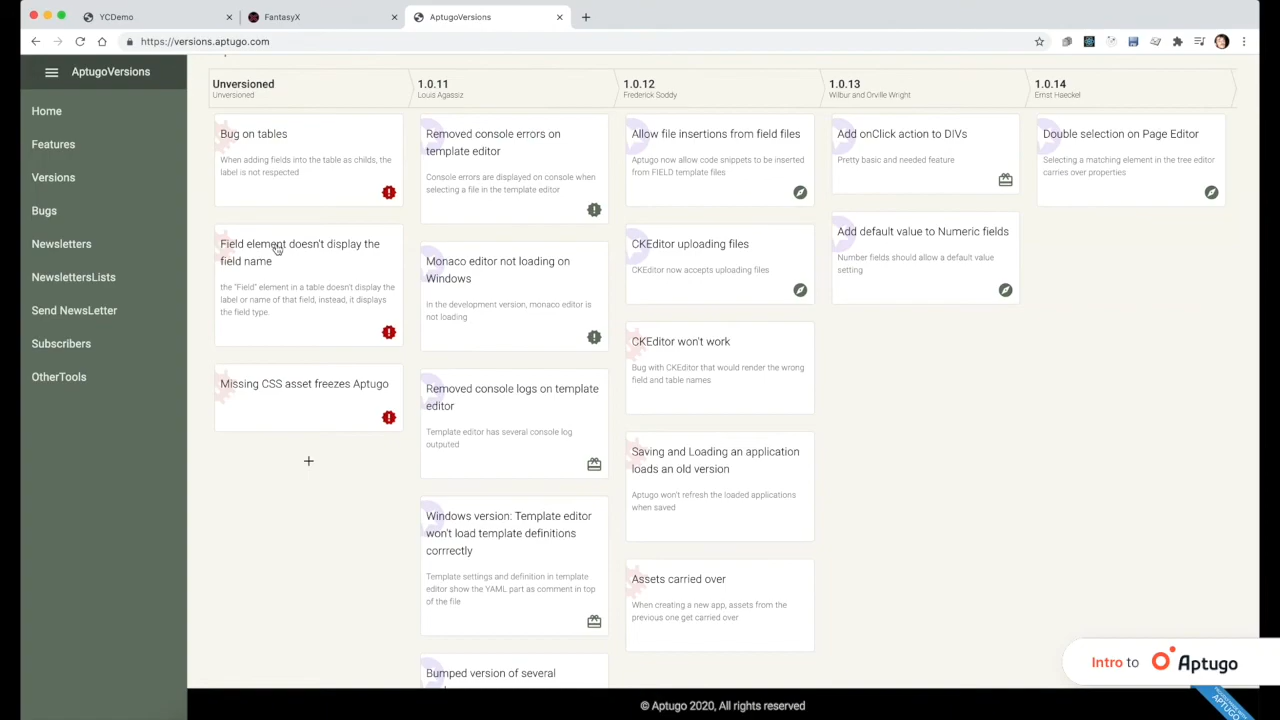 YCDemo
FantasyX
AptugoVersions
https://versions.aptugo.com
AptugoVersions
Home
Features
Versions
Bugs
Newsletters
NewslettersLists
Send NewsLetter
Subscribers
OtherTools
Unversioned
Unversioned
Bug on tables
When adding fields into the table as childs, the
label is not respected
Field element doesn't display the
field name
the "Field" element in a table doesn't display the
label or name of that field, instead, it displays
the field type.
Missing CSS asset freezes Aptugo
1.0.11
Louis Agassiz
Removed console errors on
template editor
Console errors are displayed on console when
selecting a file in the template editor
Monaco editor not loading on
Windows
In the development version, monaco editor is
not loading
Removed console logs on template
editor
Template editor has several console log
outputed
Windows version: Template editor
won't load template definitions
corrrectly
Template settings and definition in template
editor show the YAML part as comment in top
of the file
Bumped version of several
1.0.12
Frederick Soddy
Allow file insertions from field files
Aptugo now allow code snippets to be inserted
from FIELD template files
CKEditor uploading files
CKEditor now accepts uploading files
CKEditor won't work
Bug with CKEditor that would render the wrong
field and table names
Saving and Loading an application
loads an old version
Aptugo won't refresh the loaded applications
when saved
Assets carried over
When creating a new app, assets from the
previous one get carried over
1.0.13
Wilbur and Orville Wright
Add onClick action to DIVs
Pretty basic and needed feature
Add default value to Numeric fields
Number fields should allow a default value
setting
1.0.14
Ernst Haeckel
Double selection on Page Editor
Selecting a matching element in the tree editor
carries over properties
Intro to Aptugo
© Aptugo 2020, All rights reserved